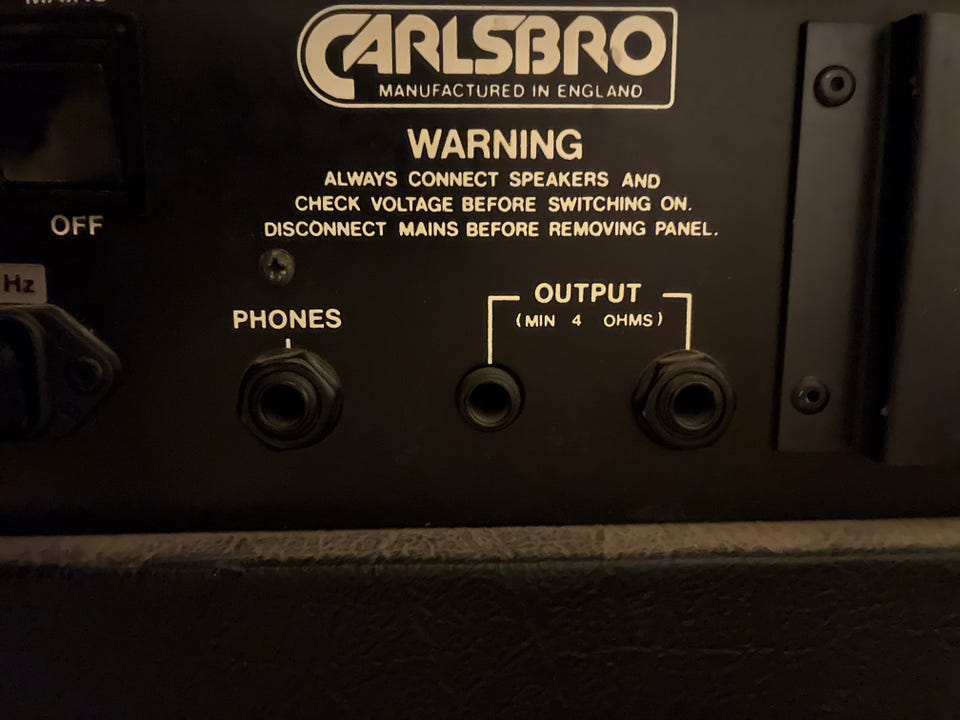 CARLSBRO
MANUFACTURED IN ENGLAND
WARNING
ALWAYS CONNECT SPEAKERS AND
CHECK VOLTAGE BEFORE SWITCHING ON.
DISCONNECT MAINS BEFORE REMOVING PANEL.
OFF
Hz
PHONES
OUTPUT
(MIN 4 OHMS)